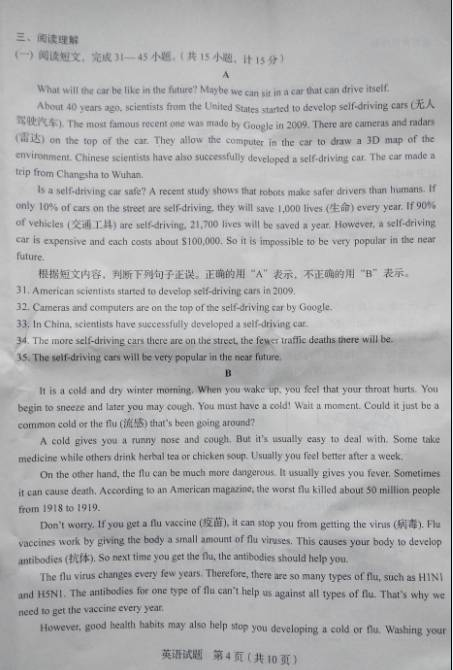 三、阅读理解
(一) 阅读短文，完成 31—45 小题。( 共 15 小题，计 15 分 )
A
What will the car be like in the future? Maybe we can sit in a car that can drive itself.
About 40 years ago, scientists from the United States started to develop self-driving cars (无人
驾驶汽车). The most famous recent one was made by Google in 2009. There are cameras and radars
(雷达) on the top of the car. They allow the computer in the car to draw a 3D map of the
environment. Chinese scientists have also successfully developed a self-driving car. The car made a
trip from Changsha to Wuhan.
Is a self-driving car safe? A recent study shows that robots make safer drivers than humans. If
only 10% of cars on the street are self-driving, they will save 1,000 lives (生命) every year. If 90%
of vehicles (交通工具) are self-driving, 21,700 lives will be saved a year. However, a self-driving
car is expensive and each costs about $100,000. So it is impossible to be very popular in the near
future.
根据短文内容，判断下列句子正误。正确的用“A”表示，不正确的用“B”表示。
31. American scientists started to develop self-driving cars in 2009.
32. Cameras and computers are on the top of the self-driving car by Google.
33. In China, scientists have successfully developed a self-driving car.
34. The more self-driving cars there are on the street, the fewer traffic deaths there will be.
35. The self-driving cars will be very popular in the near future.
B
It is a cold and dry winter morning. When you wake up, you feel that your throat hurts. You
begin to sneeze and later you may cough. You must have a cold! Wait a moment. Could it just be a
common cold or the flu (流感) that's been going around?
A cold gives you a runny nose and cough. But it's usually easy to deal with. Some take
medicine while others drink herbal tea or chicken soup. Usually you feel better after a week.
On the other hand, the flu can be much more dangerous. It usually gives you fever. Sometimes
it can cause death. According to an American magazine, the worst flu killed about 50 million people
from 1918 to 1919.
Don't worry. If you get a flu vaccine (疫苗), it can stop you from getting the virus (病毒). Flu
vaccines work by giving the body a small amount of flu viruses. This causes your body to develop
antibodies (抗体). So next time you get the flu, the antibodies should help you.
The flu virus changes every few years. Therefore, there are so many types of flu, such as H1N1
and H5N1. The antibodies for one type of flu can't help us against all types of flu. That's why we
need to get the vaccine every year.
However, good health habits may also help stop you developing a cold or flu. Washing your
英语试题 第 4 页 ( 共 10 页 )